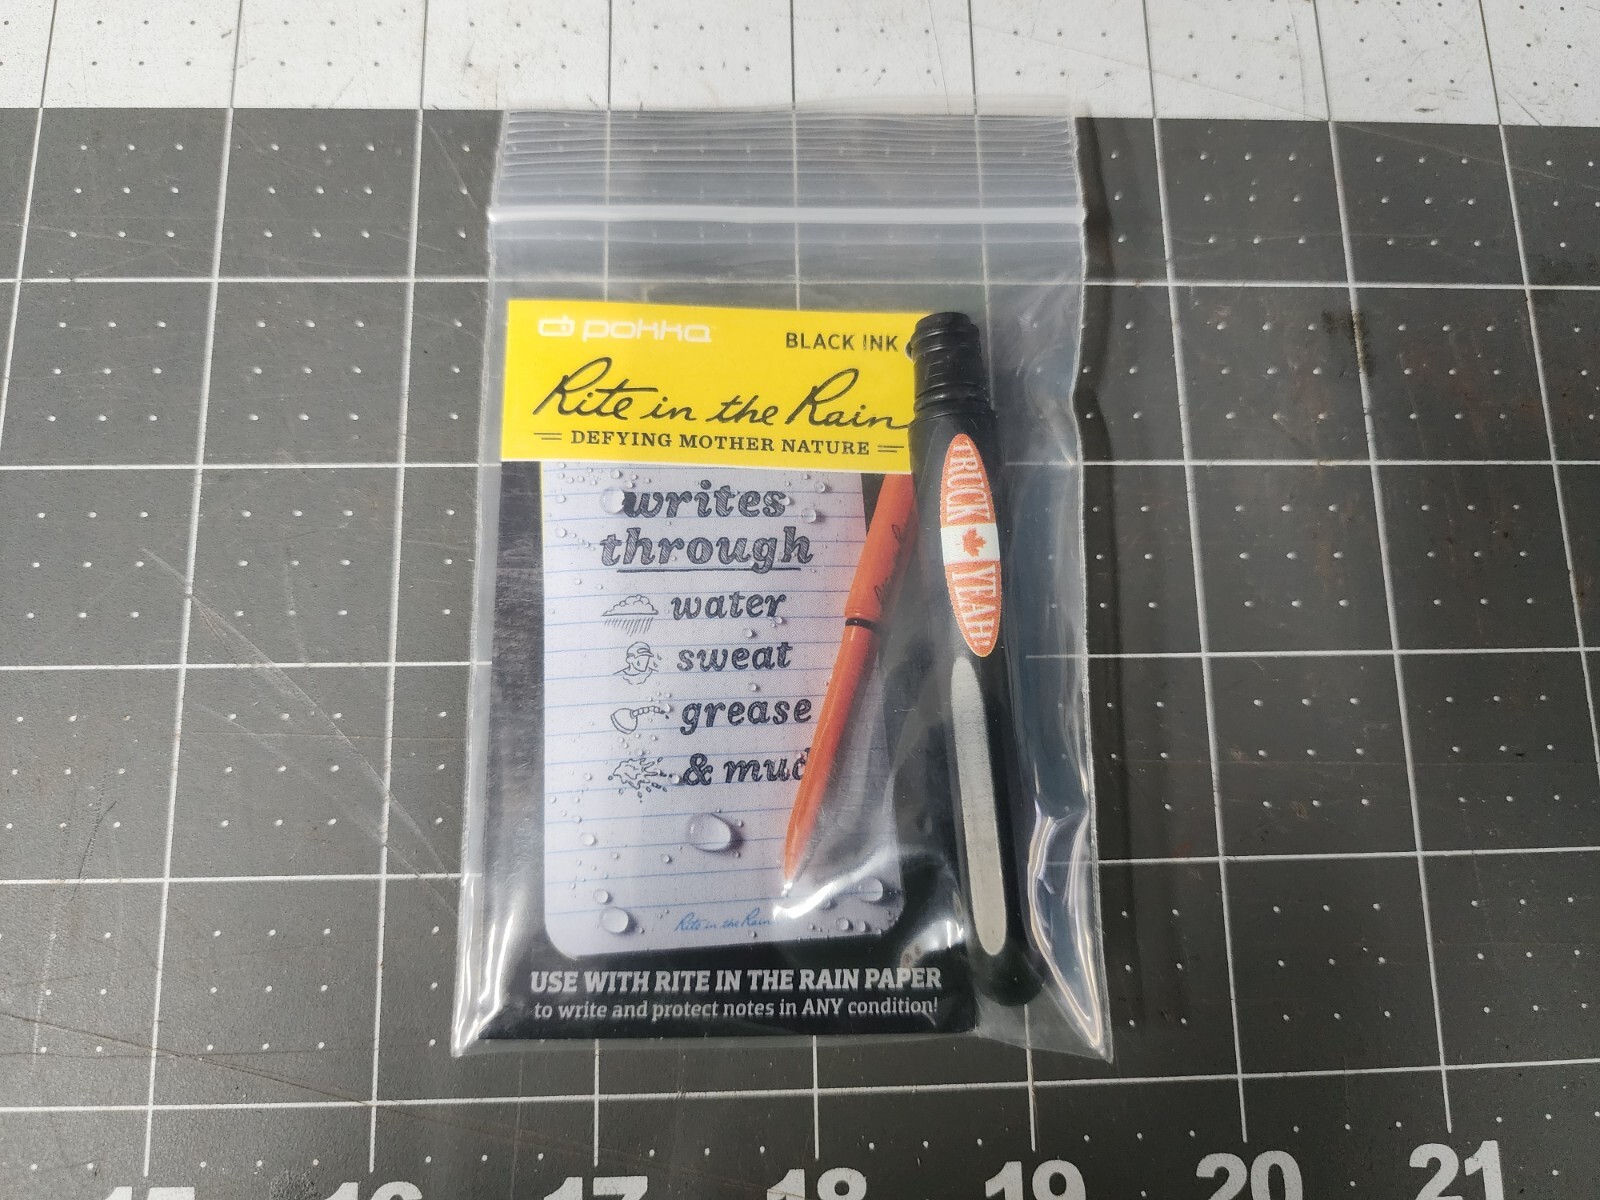 pokka
BLACK INK
Rite in the Rain
DEFYING MOTHER NATURE
writes
through
water
sweat
grease
& mud
Rite in the Rain
USE WITH RITE IN THE RAIN PAPER
to write and protect notes in ANY condition!
TRUCK YEAH!
15 16 17 18 19 20 21